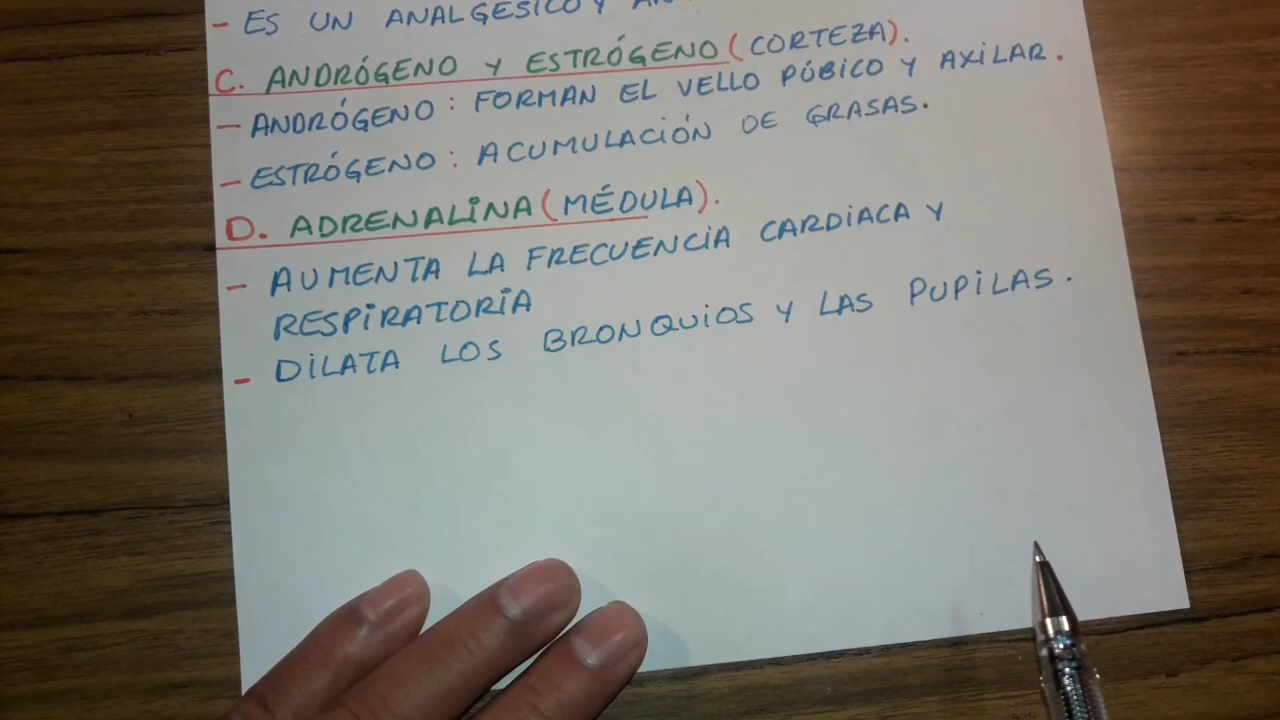 - ES UN ANALGÉSICO Y
C. ANDRÓGENO Y ESTRÓGENO (CORTEZA).
- ANDRÓGENO: FORMAN EL VELLO PÚBICO Y AXILAR.
- ESTRÓGENO: ACUMULACIÓN DE GRASAS.
D. ADRENALINA (MÉDULA).
- AUMENTA LA FRECUENCIA CARDIACA Y
RESPIRATORIA
- DILATA LOS BRONQUIOS Y LAS PUPILAS.